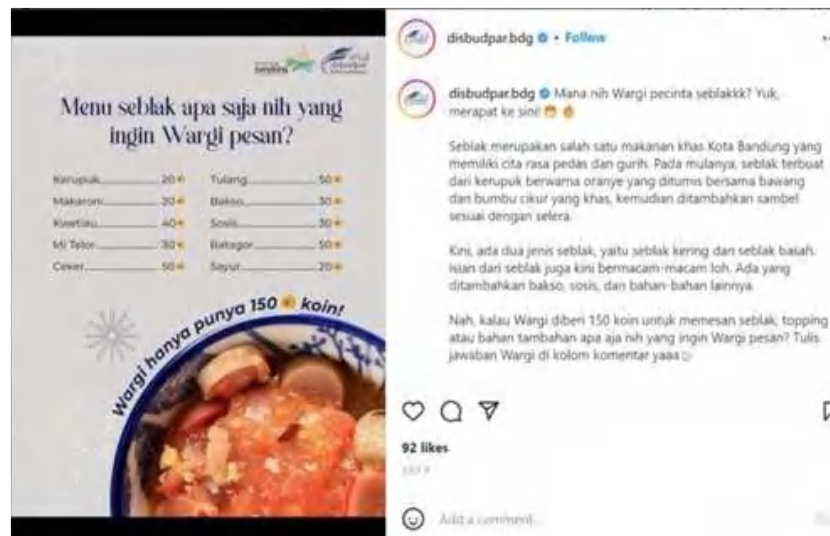 Menu seblak apa saja nih yang
ingin Wargi pesan?
Kerupuk 20 Tulang 50
Makaroni 20 Bakso 30
Kwetiau 40 Sosis 30
Mi Telor 30 Batagor 50
Ceker 50 Sayur 20
Wargi hanya punya 150 koin!
disbudpar.bdg • Follow
disbudpar.bdg Mana nih Wargi pecinta seblakkk? Yuk,
merapat ke sini!
Seblak merupakan salah satu makanan khas Kota Bandung yang
memiliki cita rasa pedas dan gurih. Pada mulanya, seblak terbuat
dari kerupuk berwarna oranye yang ditumis bersama bawang
dan bumbu cikur yang khas, kemudian ditambahkan sambel
sesuai dengan selera.
Kini, ada dua jenis seblak, yaitu seblak kering dan seblak basah.
isian dari seblak juga kini bermacam-macam loh. Ada yang
ditambahkan bakso, sosis, dan bahan-bahan lainnya.
Nah, kalau Wargi diberi 150 koin untuk memesan seblak, topping
atau bahan tambahan apa aja nih yang ingin Wargi pesan? Tulis
jawaban Wargi di kolom komentar yaaa
92 likes
Add a comment...